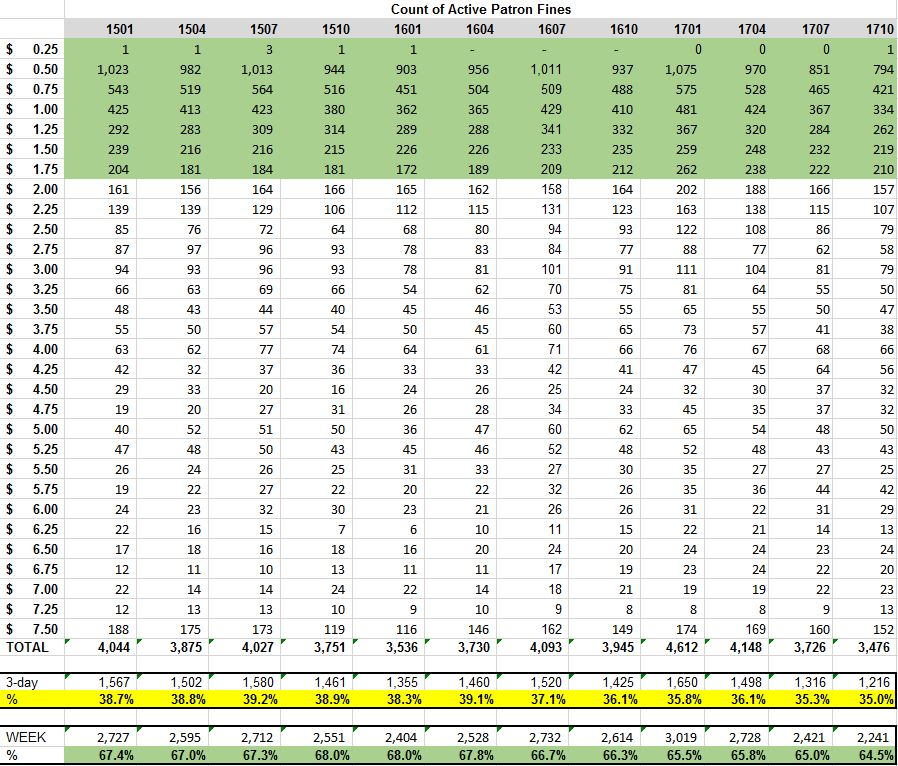 Count of Active Patron Fines
1501 1504 1507 1510 1601 1604 1607 1610 1701 1704 1707 1710
$ 0.25 1 1 3 1 1 - - - 0 0 0 1
$ 0.50 1,023 982 1,013 944 903 956 1,011 937 1,075 970 851 794
$ 0.75 543 519 564 516 451 504 509 488 575 528 465 421
$ 1.00 425 413 423 380 362 365 429 410 481 424 367 334
$ 1.25 292 283 309 314 289 288 341 332 367 320 284 262
$ 1.50 239 216 216 215 226 226 233 235 259 248 232 219
$ 1.75 204 181 184 181 172 189 209 212 262 238 222 210
$ 2.00 161 156 164 166 165 162 158 164 202 188 166 157
$ 2.25 139 139 129 106 112 115 131 123 163 138 115 107
$ 2.50 85 76 72 64 68 80 94 93 122 108 86 79
$ 2.75 87 97 96 93 78 83 84 77 88 77 62 58
$ 3.00 94 93 96 93 78 81 101 91 111 104 81 79
$ 3.25 66 63 69 66 54 62 70 75 81 64 55 50
$ 3.50 48 43 44 40 45 46 53 55 65 55 50 47
$ 3.75 55 50 57 54 50 45 60 65 73 57 41 38
$ 4.00 63 62 77 74 64 61 71 66 76 67 68 66
$ 4.25 42 32 37 36 33 33 42 41 47 45 64 56
$ 4.50 29 33 20 16 24 26 25 24 32 30 37 32
$ 4.75 19 20 27 31 26 28 34 33 45 35 37 32
$ 5.00 40 52 51 50 36 47 60 62 65 54 48 50
$ 5.25 47 48 50 43 45 46 52 48 52 48 43 43
$ 5.50 26 24 26 25 31 33 27 30 35 27 27 25
$ 5.75 19 22 27 22 20 22 32 26 35 36 44 42
$ 6.00 24 23 32 30 23 21 26 26 31 22 31 29
$ 6.25 22 16 15 7 6 10 11 15 22 21 14 13
$ 6.50 17 18 16 18 16 20 24 20 24 24 23 24
$ 6.75 12 11 10 13 11 11 17 19 23 24 22 20
$ 7.00 22 14 14 24 22 14 18 21 19 19 22 23
$ 7.25 12 13 13 10 9 10 9 8 8 8 9 13
$ 7.50 188 175 173 119 116 146 162 149 174 169 160 152
TOTAL 4,044 3,875 4,027 3,751 3,536 3,730 4,093 3,945 4,612 4,148 3,726 3,476
3-day 1,567 1,502 1,580 1,461 1,355 1,460 1,520 1,425 1,650 1,498 1,316 1,216
% 38.7% 38.8% 39.2% 38.9% 38.3% 39.1% 37.1% 36.1% 35.8% 36.1% 35.3% 35.0%
WEEK 2,727 2,595 2,712 2,551 2,404 2,528 2,732 2,614 3,019 2,728 2,421 2,241
% 67.4% 67.0% 67.3% 68.0% 68.0% 67.8% 66.7% 66.3% 65.5% 65.8% 65.0% 64.5%